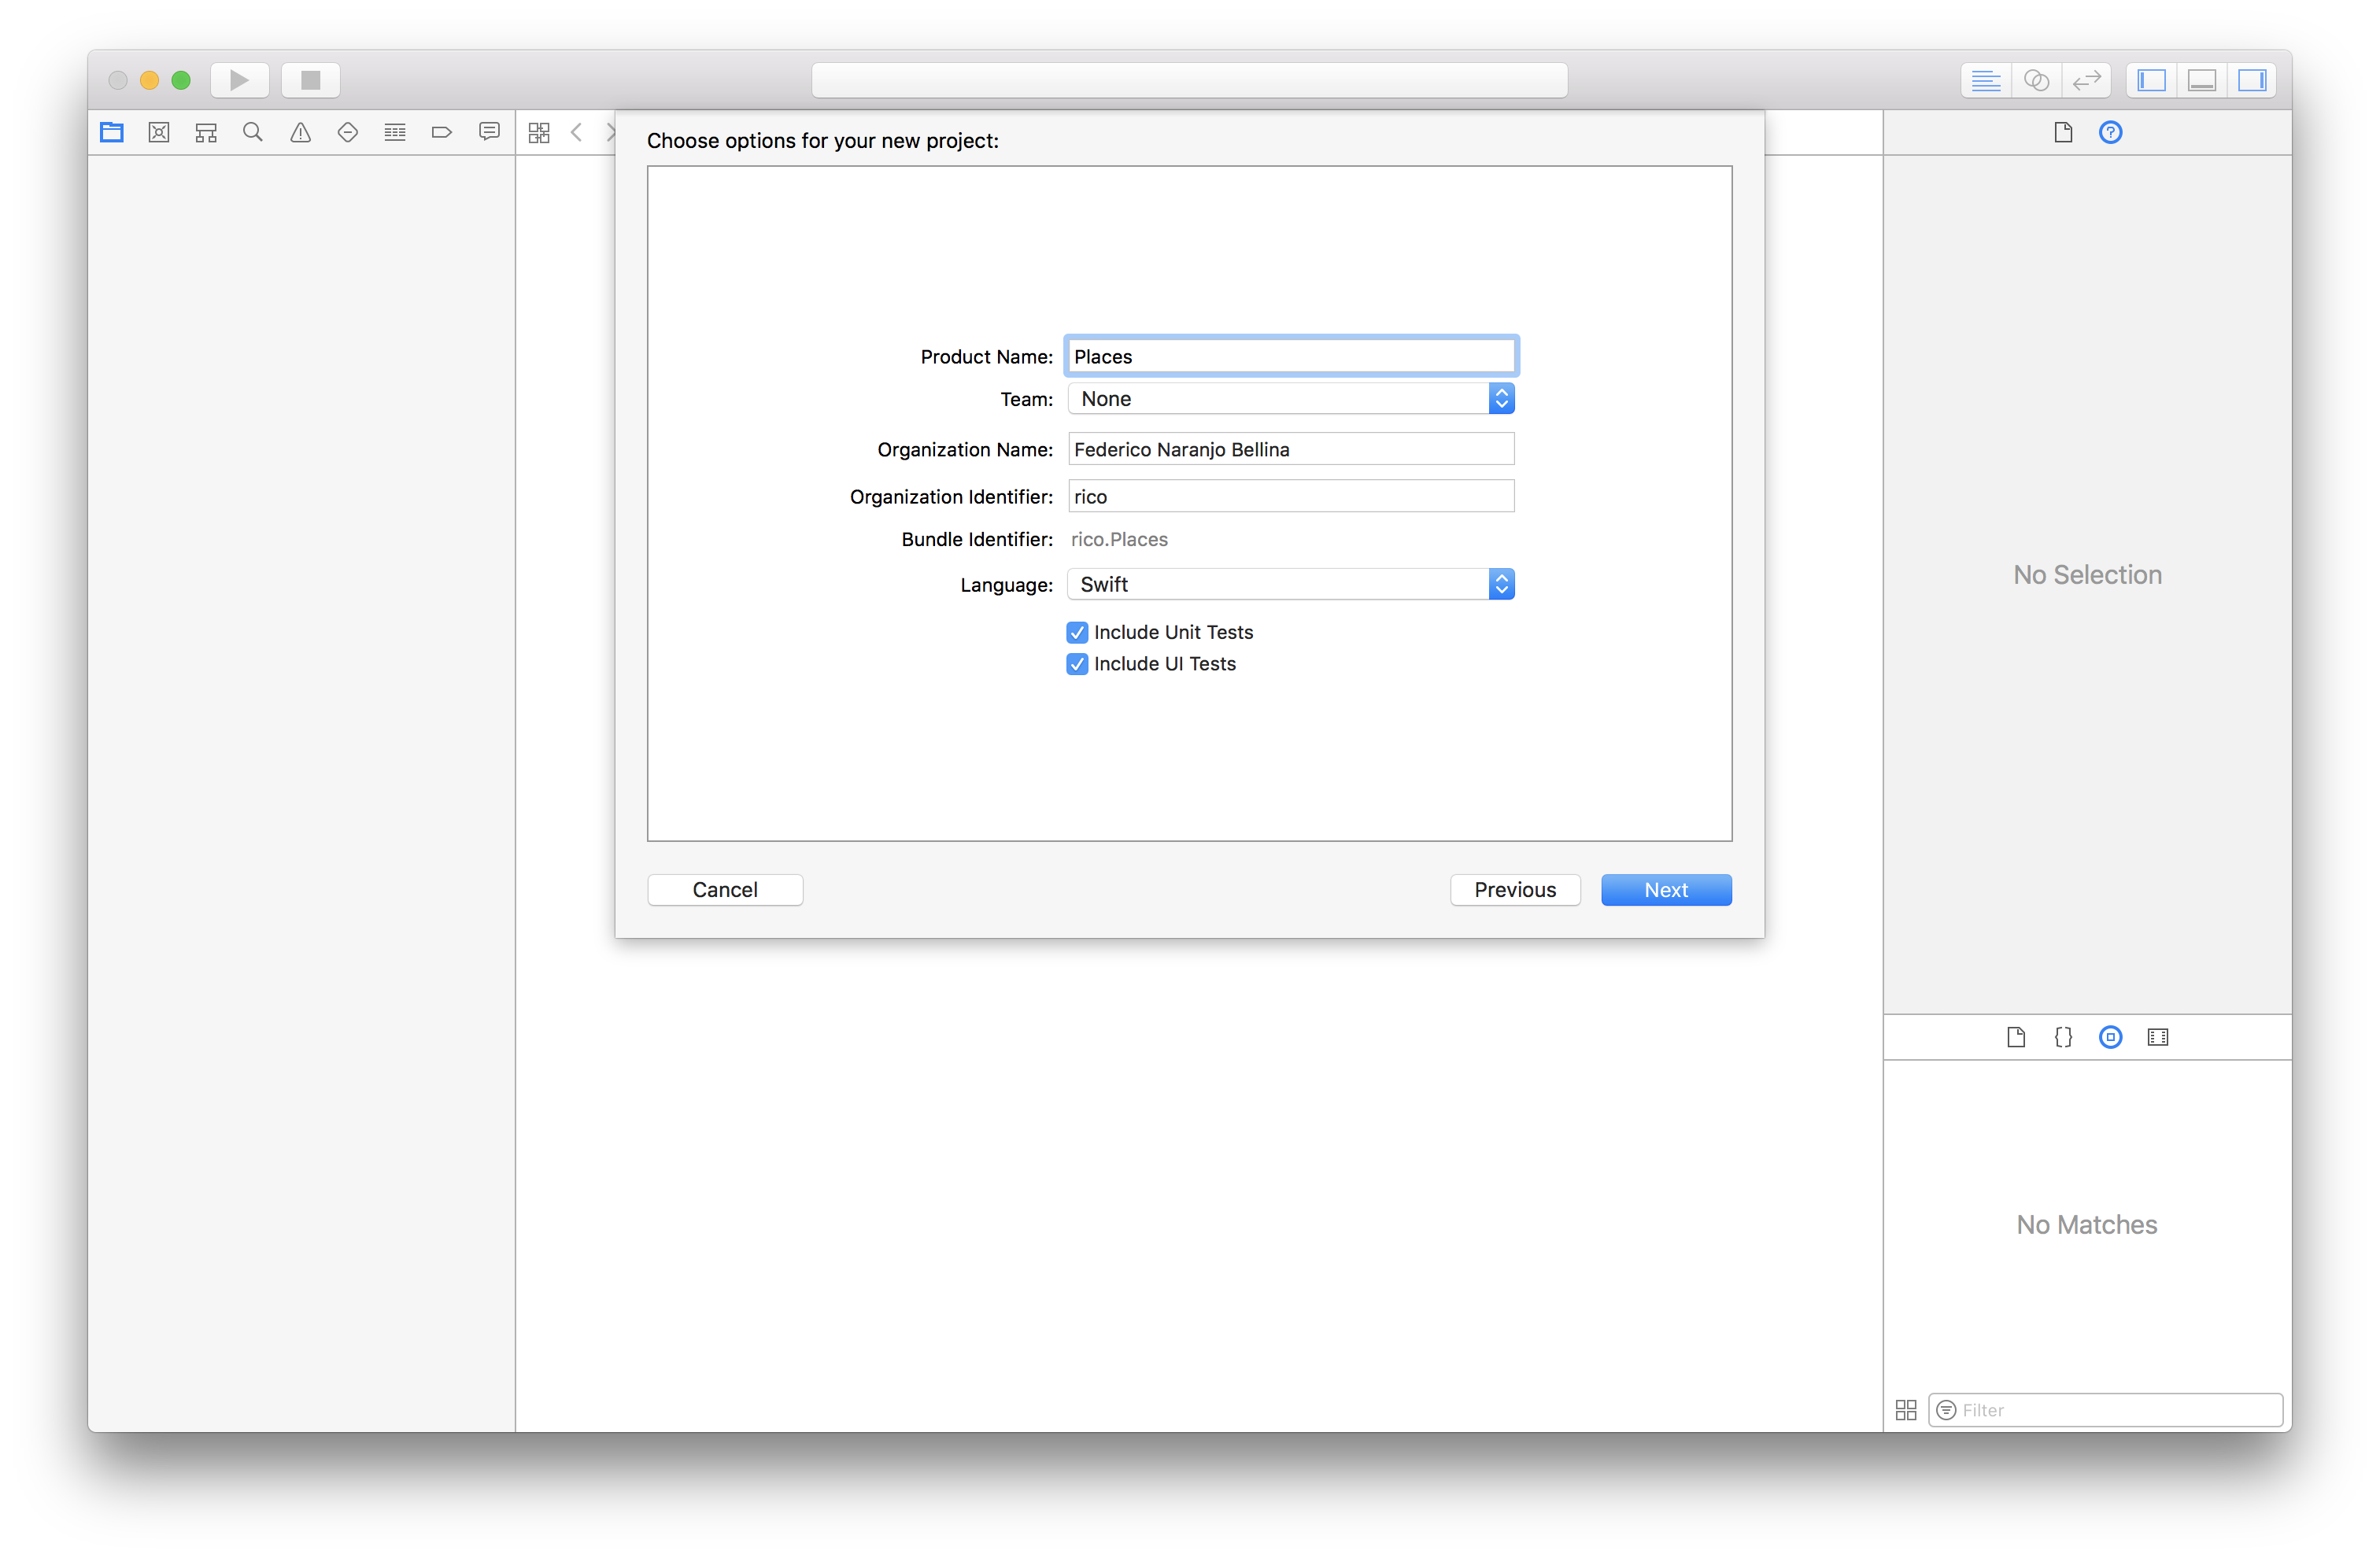 Choose options for your new project:
Product Name: Places
Team: None
Organization Name: Federico Naranjo Bellina
Organization Identifier: rico
Bundle Identifier: rico.Places
Language: Swift
Include Unit Tests
Include UI Tests
Cancel
Previous
Next
No Selection
No Matches
Filter